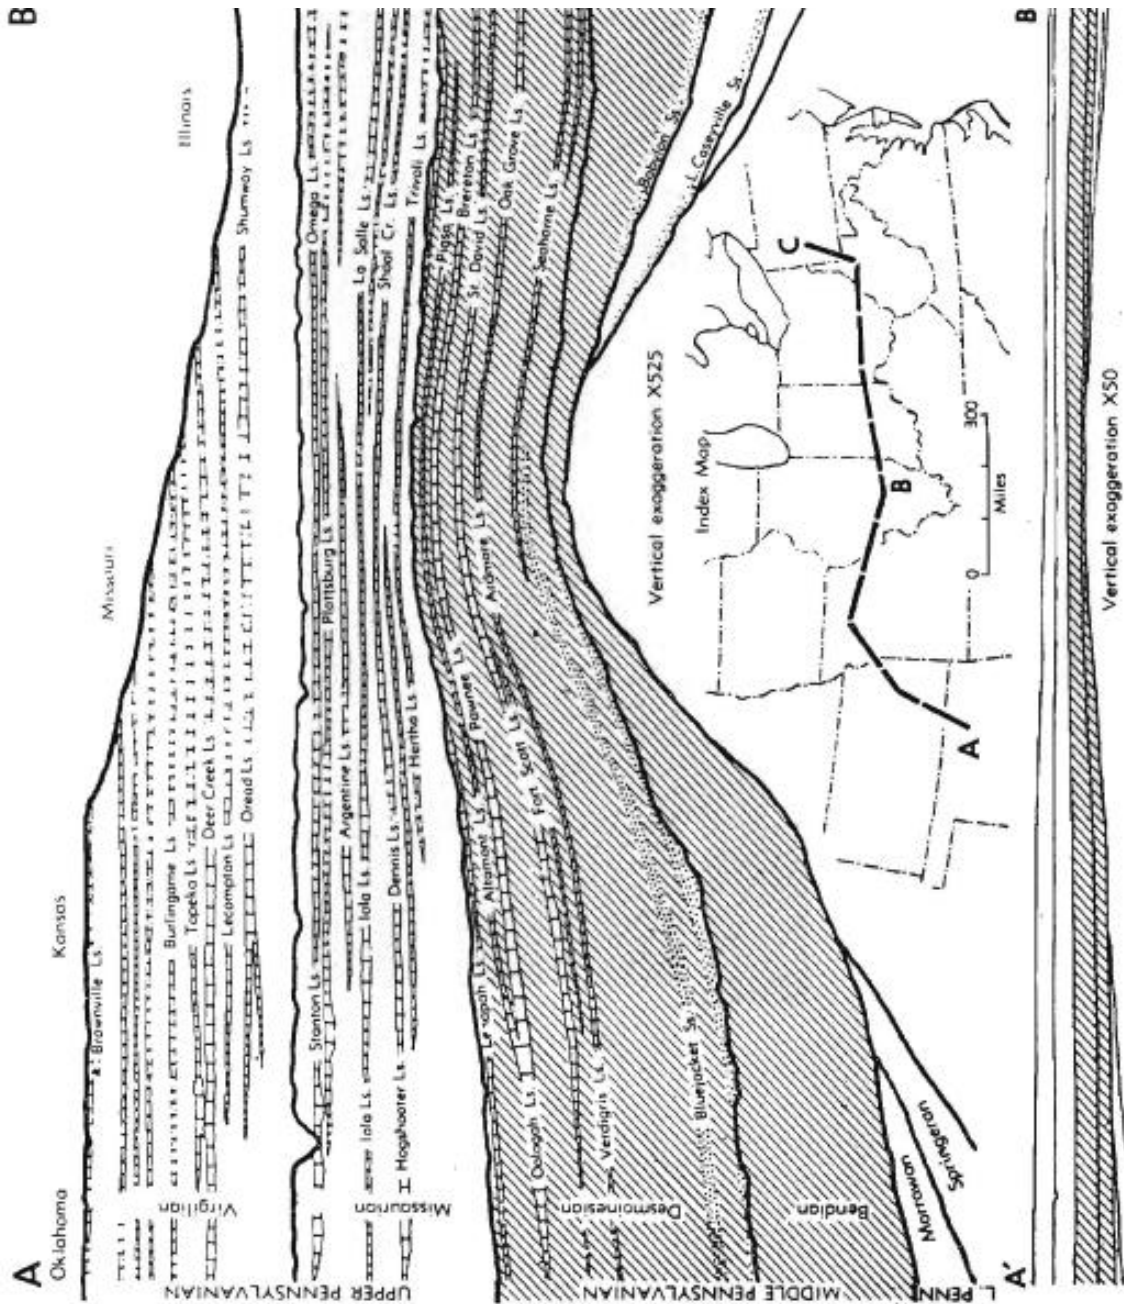 A
B
Oklahoma
Kansas
Missouri
Illinois
Brownville Ls
Burlingame Ls
Topeka Ls
Deer Creek Ls
Lecompton Ls
Oread Ls
Shumway Ls
Virgilian
Stanton Ls
Plattsburg Ls
Omega Ls
Argentine Ls
Iola Ls.
Iola Ls
La Salle Ls
Dennis Ls
Shoal Cr. Ls.
Hogshooter Ls
Hertha Ls
Trivoli Ls.
Missourian
UPPER PENNSYLVANIAN
Altamont Ls
Pawnee Ls
Piasa Ls
Oologah Ls.
Fort Scott Ls
Ardmore Ls
Brereton Ls
St. David Ls
Oak Grove Ls
Verdigris Ls.
Seahorne Ls
Bluejacket Ss.
Desmoinesian
MIDDLE PENNSYLVANIAN
Bendian
Babylon Ss.
L. Caserville Ss.
Morrowan
Springeran
L. PENN
Vertical exaggeration X525
Index Map
A
B
C
0
300
Miles
A'
B
Vertical exaggeration X50